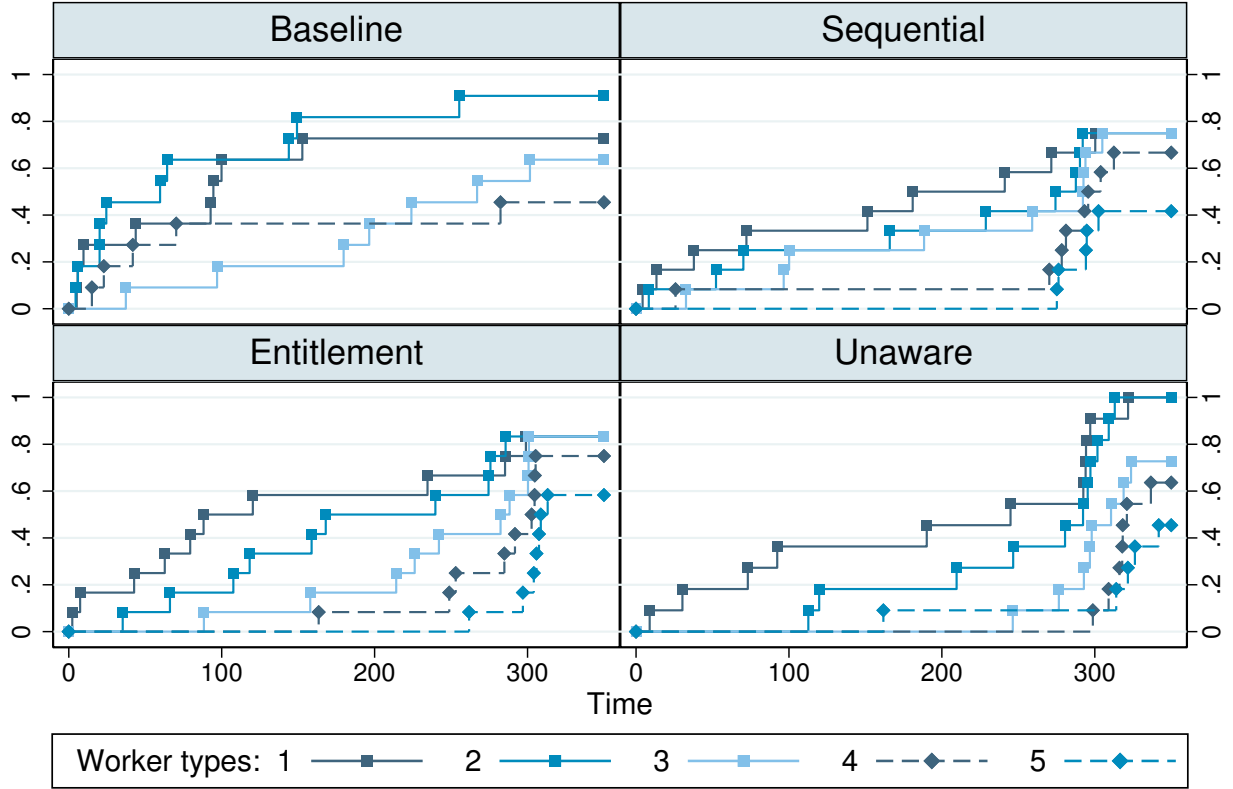 Baseline
Sequential
0 .2 .4 .6 .8 1
0 .2 .4 .6 .8 1
Entitlement
Unaware
0 .2 .4 .6 .8 1
0 .2 .4 .6 .8 1
0 100 200 300
0 100 200 300
Time
Worker types: 1 2 3 4 5